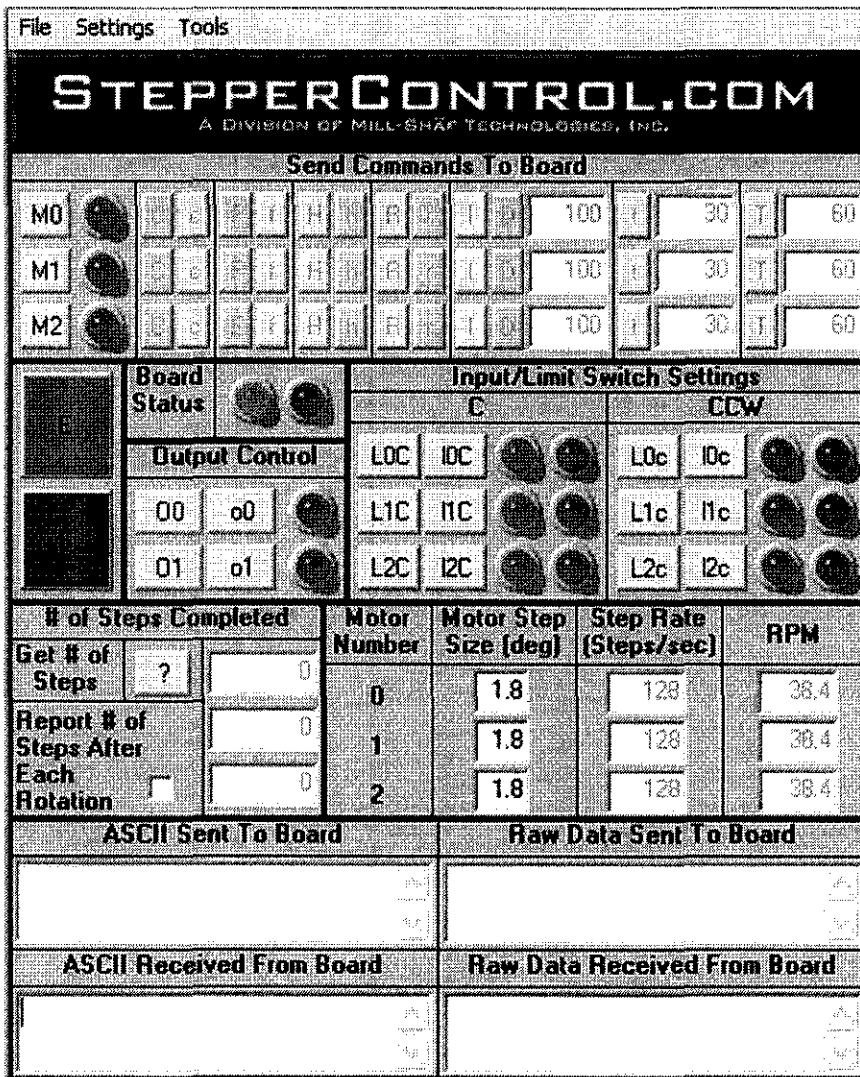 File Settings Tools
STEPPERCONTROL.COM
A DIVISION OF MILL-SHÄF TECHNOLOGIES, INC.
Send Commands To Board
M0 C c F f H h R r I D 100 t 30 T 60
M1 C c F f H h R r I D 100 t 30 T 60
M2 C c F f H h R r I D 100 t 30 T 60
Board Status
Input/Limit Switch Settings
C CCW
E
Output Control
L0C I0C L0c I0c
O0 o0 L1C I1C L1c I1c
O1 o1 L2C I2C L2c I2c
# of Steps Completed
Motor Number
Motor Step Size (deg)
Step Rate (Steps/sec)
RPM
Get # of Steps ? 0
0 1.8 128 38.4
Report # of Steps After Each Rotation
0
0
1 1.8 128 38.4
2 1.8 128 38.4
ASCII Sent To Board Raw Data Sent To Board
ASCII Received From Board Raw Data Received From Board